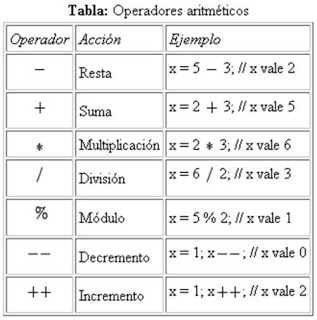 Tabla: Operadores aritméticos
Operador Acción Ejemplo
− Resta x = 5 − 3; // x vale 2
+ Suma x = 2 + 3; // x vale 5
* Multiplicación x = 2 * 3; // x vale 6
/ División x = 6 / 2; // x vale 3
% Módulo x = 5 % 2; // x vale 1
−− Decremento x = 1; x−−; // x vale 0
++ Incremento x = 1; x++; // x vale 2